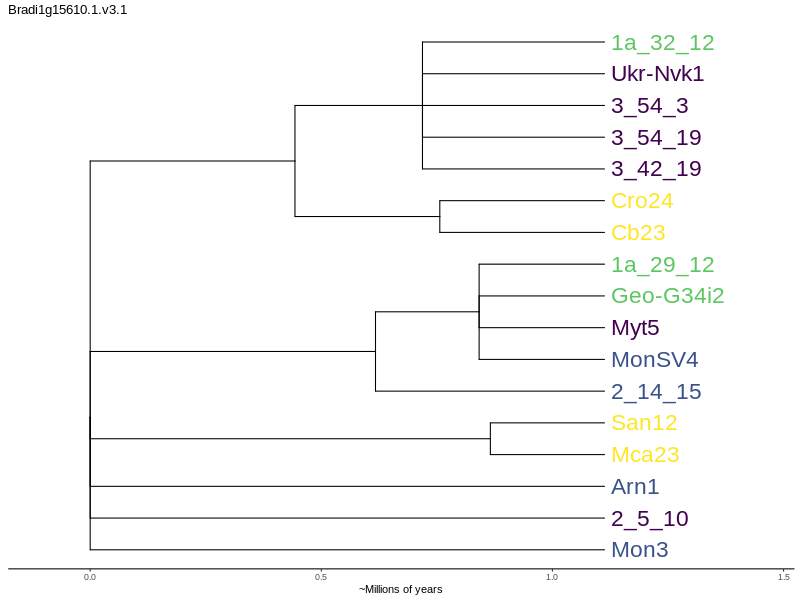 Bradi1g15610.1.v3.1
1a_32_12
Ukr-Nvk1
3_54_3
3_54_19
3_42_19
Cro24
Cb23
1a_29_12
Geo-G34i2
Myt5
MonSV4
2_14_15
San12
Mca23
Arn1
2_5_10
Mon3
0.0 0.5 1.0 1.5
~Millions of years